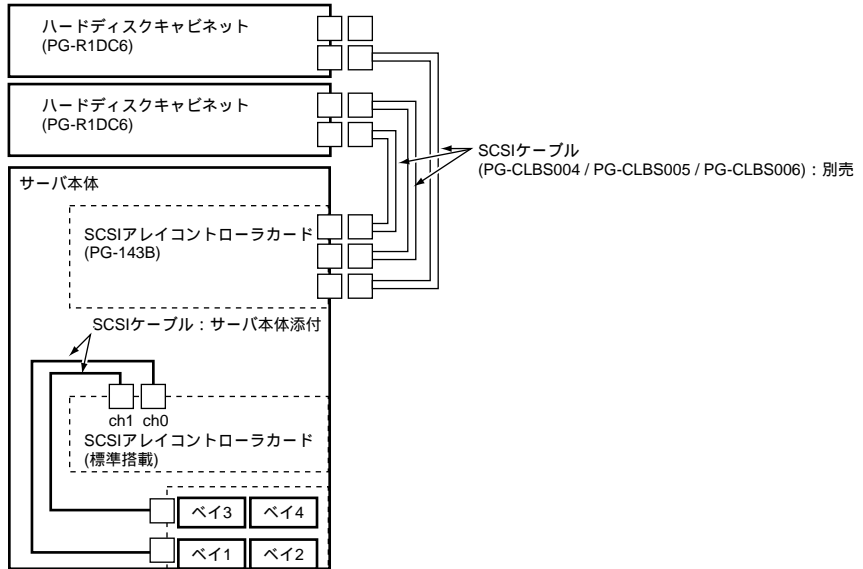 ハードディスクキャビネット
(PG-R1DC6)
ハードディスクキャビネット
(PG-R1DC6)
SCSIケーブル
(PG-CLBS004 / PG-CLBS005 / PG-CLBS006)：別売
サーバ本体
SCSIアレイコントローラカード
(PG-143B)
SCSIケーブル：サーバ本体添付
ch1 ch0
SCSIアレイコントローラカード
(標準搭載)
ベイ3 ベイ4
ベイ1 ベイ2